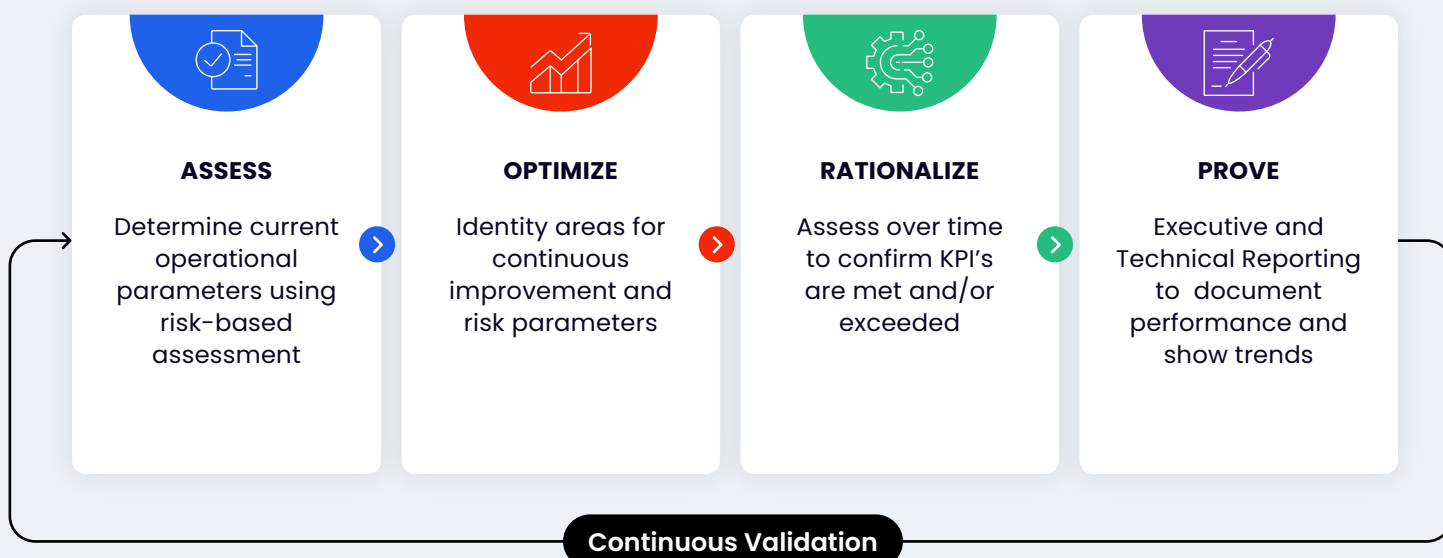 ASSESS
Determine current
operational
parameters using
risk-based
assessment
OPTIMIZE
Identity areas for
continuous
improvement and
risk parameters
RATIONALIZE
Assess over time
to confirm KPI’s
are met and/or
exceeded
PROVE
Executive and
Technical Reporting
to  document
performance and
show trends
Continuous Validation